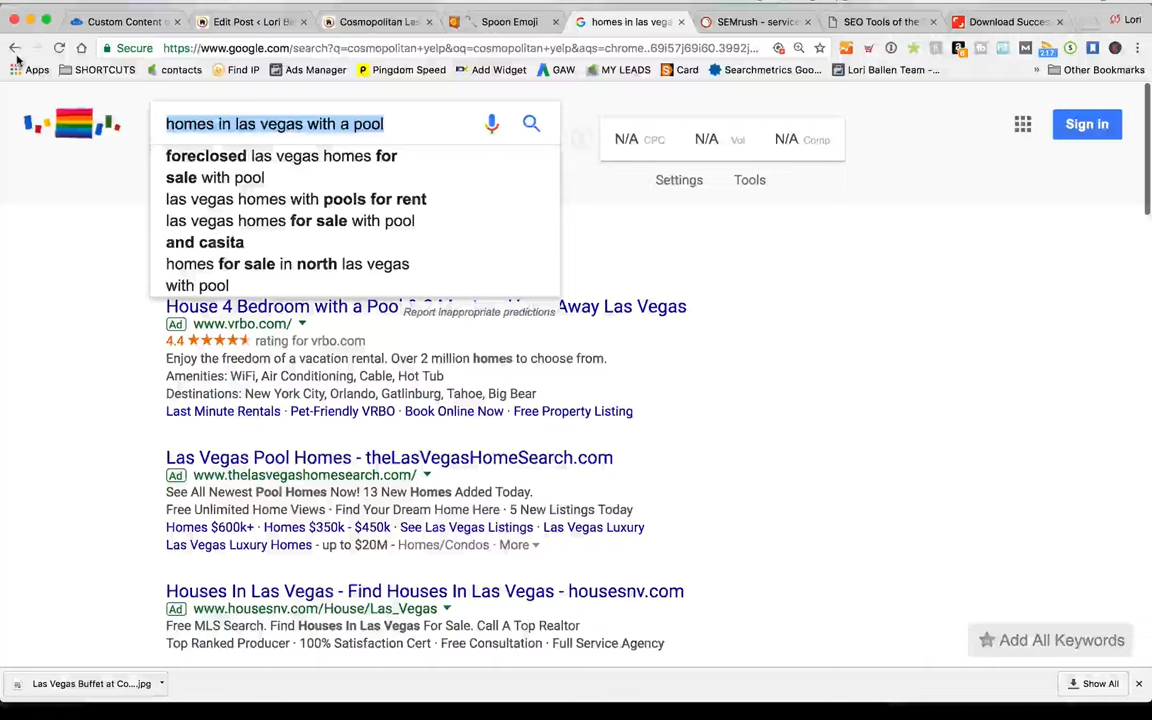 Custom Content o
Edit Post ‹ Lori Be
Cosmopolitan Las
Spoon Emoji
homes in las vega
SEMrush - service
SEO Tools of the
Download Succes
Lori
Secure https://www.google.com/search?q=cosmopolitan+yelp&oq=cosmopolitan+yelp&aqs=chrome..69i57j69i60.3992j...
Apps SHORTCUTS contacts Find IP Ads Manager Pingdom Speed Add Widget GAW MY LEADS Card Searchmetrics Goo... Lori Ballen Team -... » Other Bookmarks
homes in las vegas with a pool
N/A CPC N/A Vol N/A Comp
Sign in
foreclosed las vegas homes for
sale with pool
Settings Tools
las vegas homes with pools for rent
las vegas homes for sale with pool
and casita
homes for sale in north las vegas
with pool
Report inappropriate predictions
Ad www.vrbo.com/
4.4 rating for vrbo.com
Enjoy the freedom of a vacation rental. Over 2 million homes to choose from.
Amenities: WiFi, Air Conditioning, Cable, Hot Tub
Destinations: New York City, Orlando, Gatlinburg, Tahoe, Big Bear
Last Minute Rentals · Pet-Friendly VRBO · Book Online Now · Free Property Listing
Las Vegas Pool Homes - theLasVegasHomeSearch.com
Ad www.thelasvegashomesearch.com/
See All Newest Pool Homes Now! 13 New Homes Added Today.
Free Unlimited Home Views · Find Your Dream Home Here · 5 New Listings Today
Homes $600k+ · Homes $350k - $450k · See Las Vegas Listings · Las Vegas Luxury
Las Vegas Luxury Homes - up to $20M - Homes/Condos · More
Houses In Las Vegas - Find Houses In Las Vegas - housesnv.com
Ad www.housesnv.com/House/Las_Vegas
Free MLS Search. Find Houses In Las Vegas For Sale. Call A Top Realtor
Top Ranked Producer · 100% Satisfaction Cert · Free Consultation · Full Service Agency
Add All Keywords
Las Vegas Buffet at Co....jpg
Show All